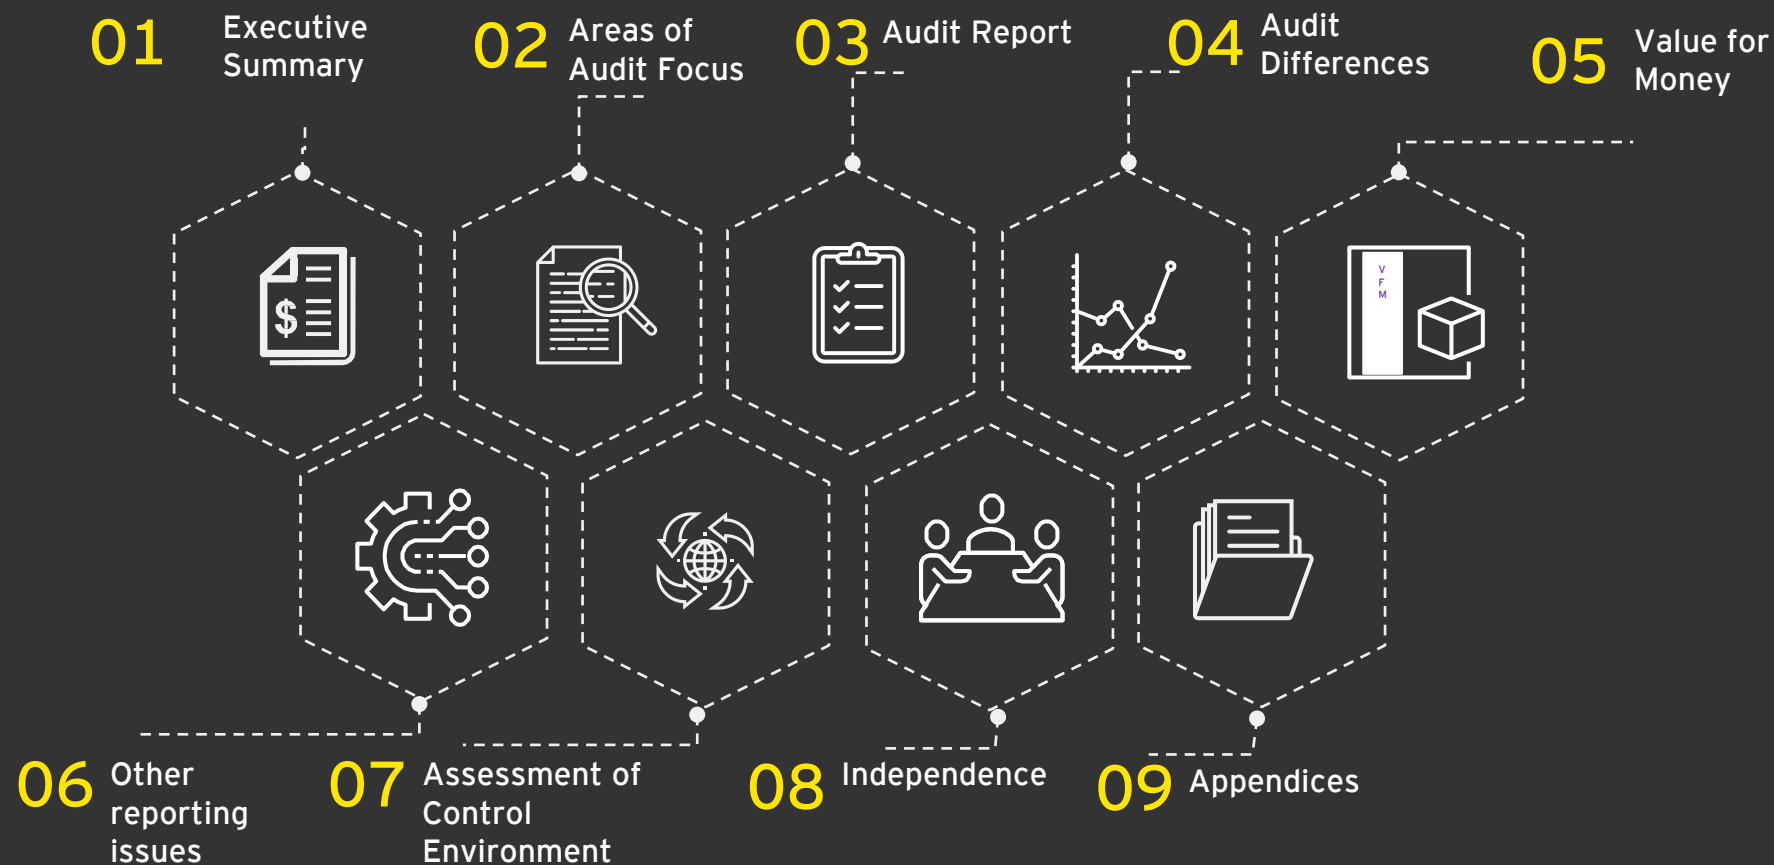 01 Executive
Summary
02 Areas of
Audit Focus
03 Audit Report
04 Audit
Differences
05 Value for
Money
$
V
F
M
06 Other
reporting
issues
07 Assessment of
Control
Environment
08 Independence
09 Appendices